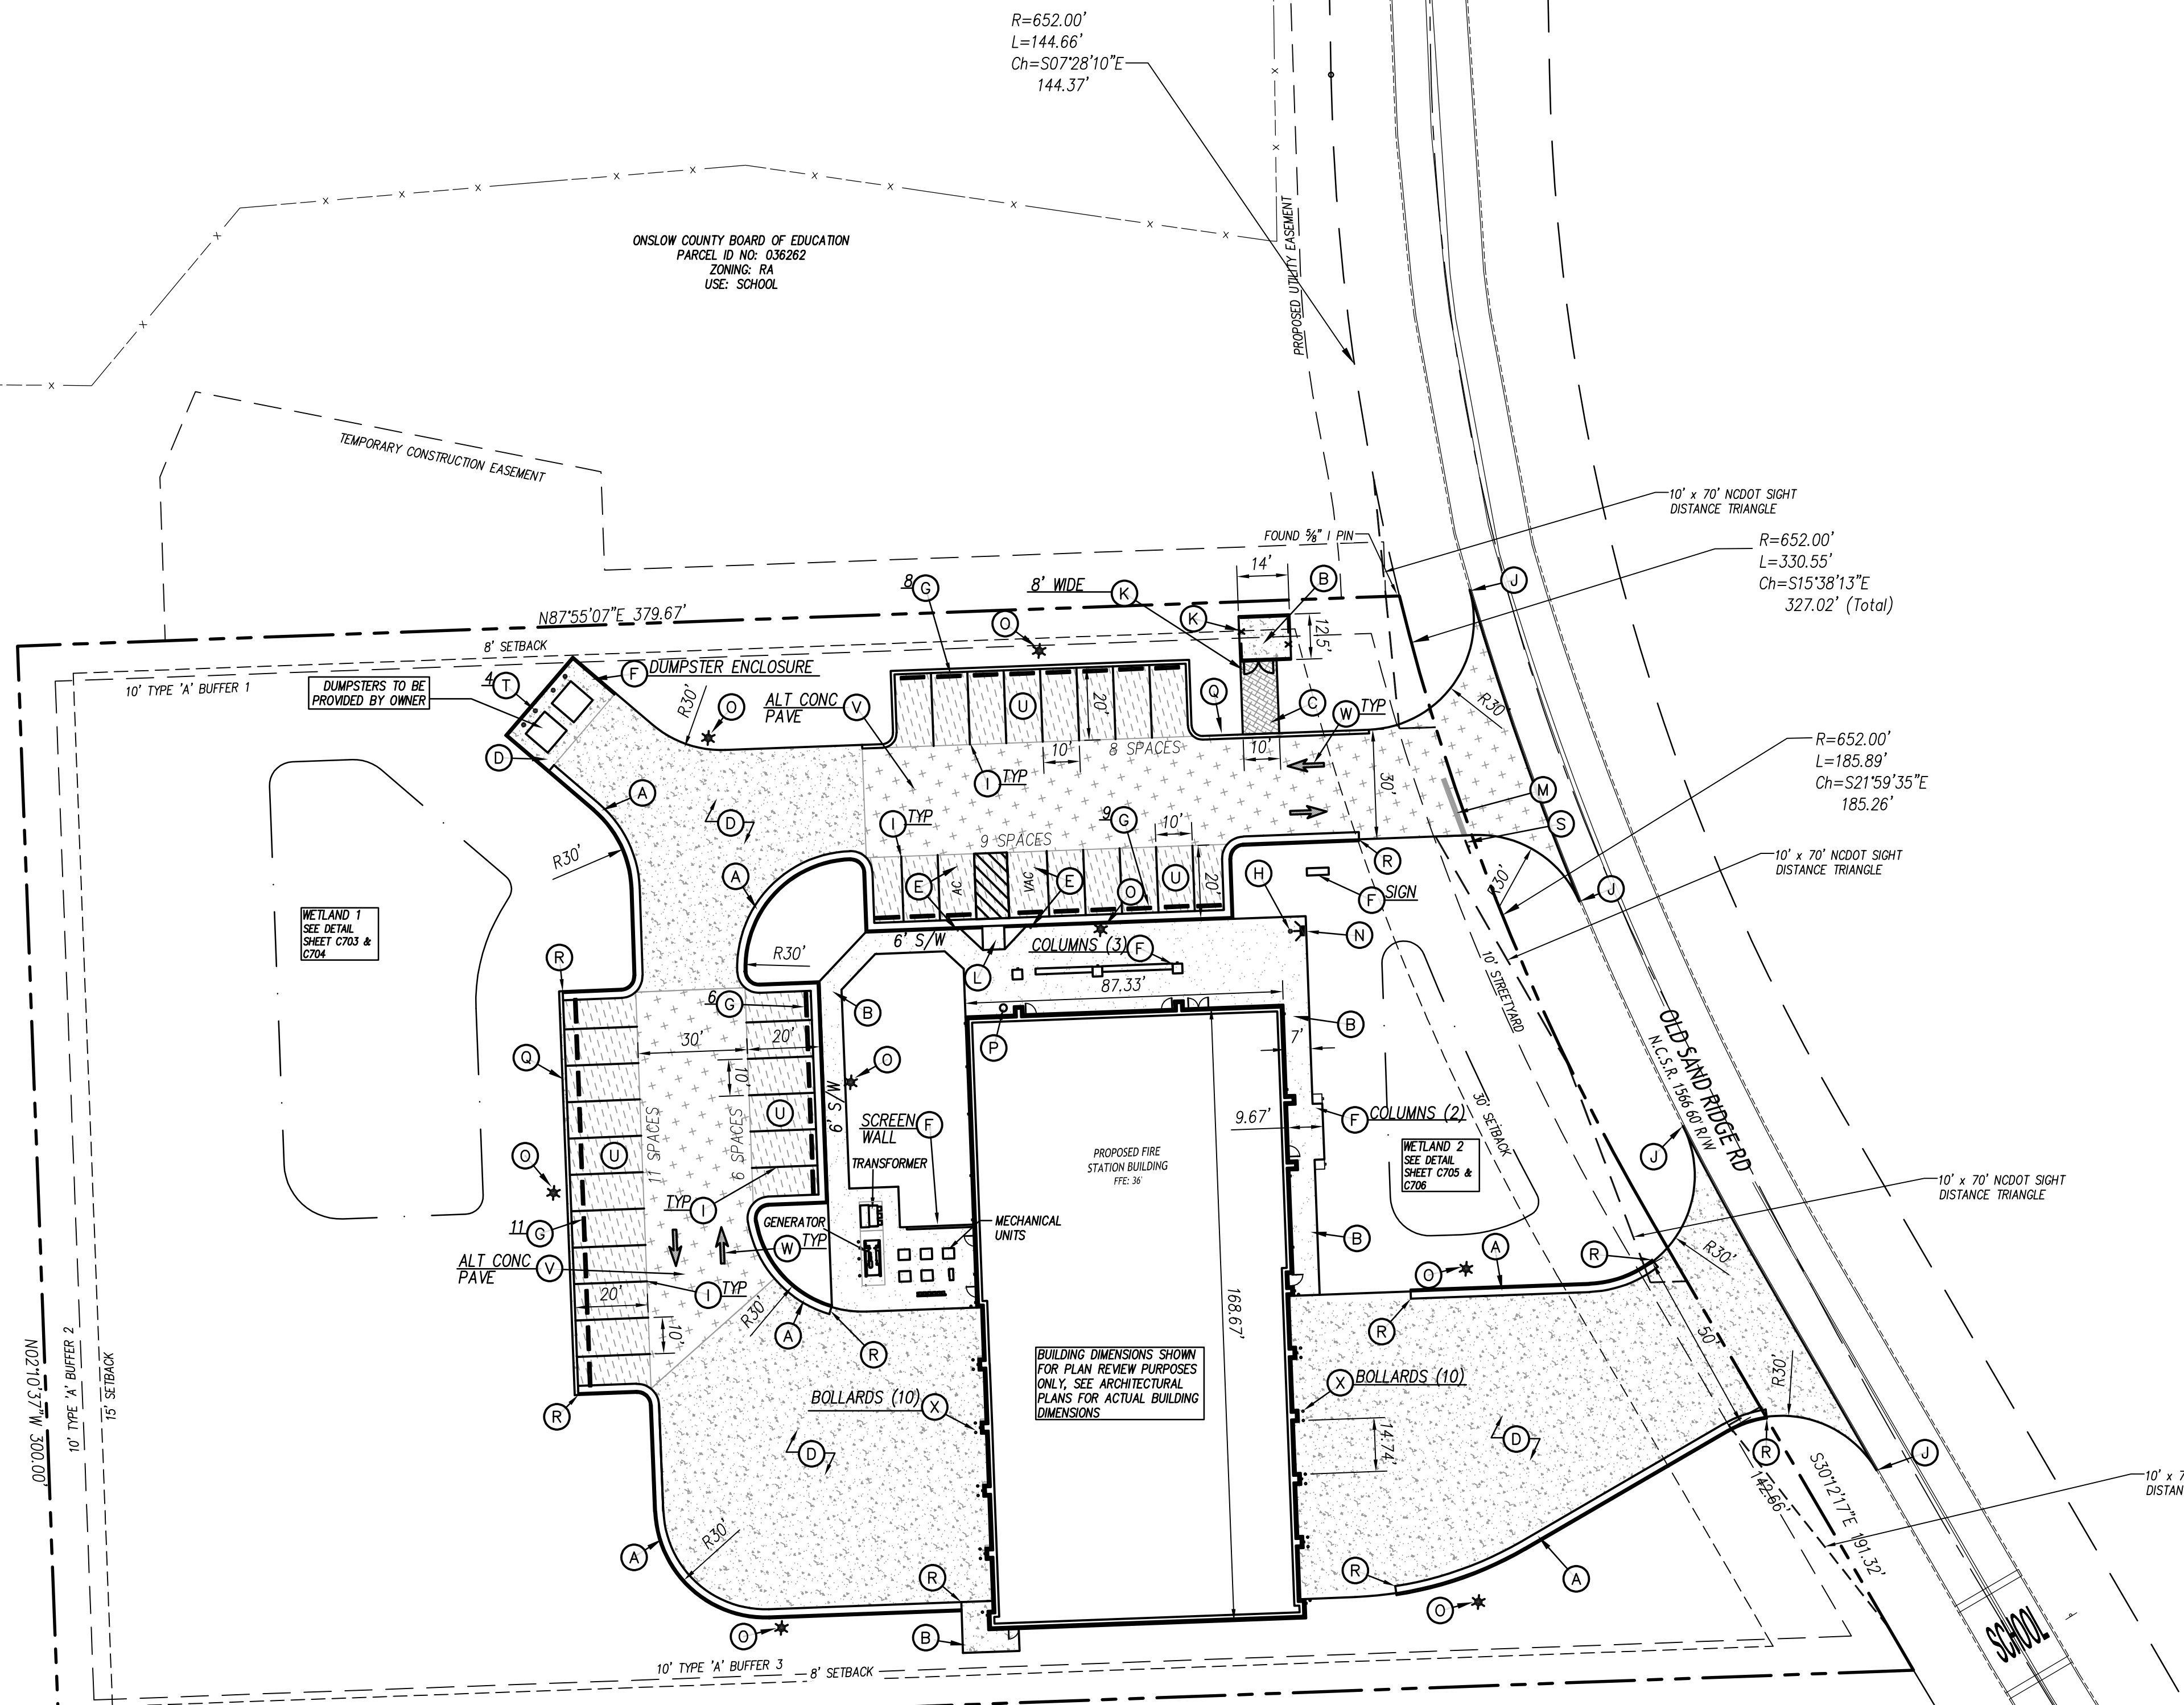 R=652.00'
L=144.66'
Ch=S07°28'10"E
144.37'
ONSLOW COUNTY BOARD OF EDUCATION
PARCEL ID NO: 036262
ZONING: RA
USE: SCHOOL
PROPOSED UTILITY EASEMENT
TEMPORARY CONSTRUCTION EASEMENT
10' x 70' NCDOT SIGHT
DISTANCE TRIANGLE
R=652.00'
L=330.55'
Ch=S15°38'13"E
327.02' (Total)
FOUND ⅝" I PIN
14'
B
J
8
G
8' WIDE
K
K
12.5'
N87°55'07"E 379.67'
O
8' SETBACK
10' TYPE 'A' BUFFER 1
DUMPSTERS TO BE
PROVIDED BY OWNER
4
T
F
DUMPSTER ENCLOSURE
R30'
O
ALT CONC
PAVE
V
U
20'
Q
C
W
TYP
R30'
10'
8 SPACES
10'
30'
R=652.00'
L=185.89'
Ch=S21°59'35"E
185.26'
D
A
I
TYP
M
S
D
I
TYP
9 SPACES
9
G
10'
R30'
A
E
AC
VAC
E
O
U
20'
R
H
F
SIGN
R30'
J
10' x 70' NCDOT SIGHT
DISTANCE TRIANGLE
WETLAND 1
SEE DETAIL
SHEET C703 &
C704
R
R30'
6' S/W
L
COLUMNS (3)
F
N
10' STREETYARD
87.33'
6
G
B
P
B
7'
OLD SAND RIDGE RD
N.C.S.R. 1566 60' R/W
Q
30'
20'
10'
O
6' S/W
U
U
11 SPACES
6 SPACES
SCREEN
WALL
F
TRANSFORMER
9.67'
F
COLUMNS (2)
30' SETBACK
PROPOSED FIRE
STATION BUILDING
FFE: 36'
WETLAND 2
SEE DETAIL
SHEET C705 &
C706
J
O
10' x 70' NCDOT SIGHT
DISTANCE TRIANGLE
TYP
I
GENERATOR
MECHANICAL
UNITS
11
G
W
TYP
B
A
R
R30'
ALT CONC
PAVE
V
O
20'
I
TYP
10'
R30'
A
R
R
168.67'
50'
R30'
BUILDING DIMENSIONS SHOWN
FOR PLAN REVIEW PURPOSES
ONLY, SEE ARCHITECTURAL
PLANS FOR ACTUAL BUILDING
DIMENSIONS
N02°10'37"W 300.00'
10' TYPE 'A' BUFFER 2
15' SETBACK
R
BOLLARDS (10)
X
X
BOLLARDS (10)
14.74'
D
D
R
J
142.66'
S30°12'17"E 191.32'
10' x 7
DISTAN
A
R30'
R
R
A
O
B
O
10' TYPE 'A' BUFFER 3
8' SETBACK
SCHOOL